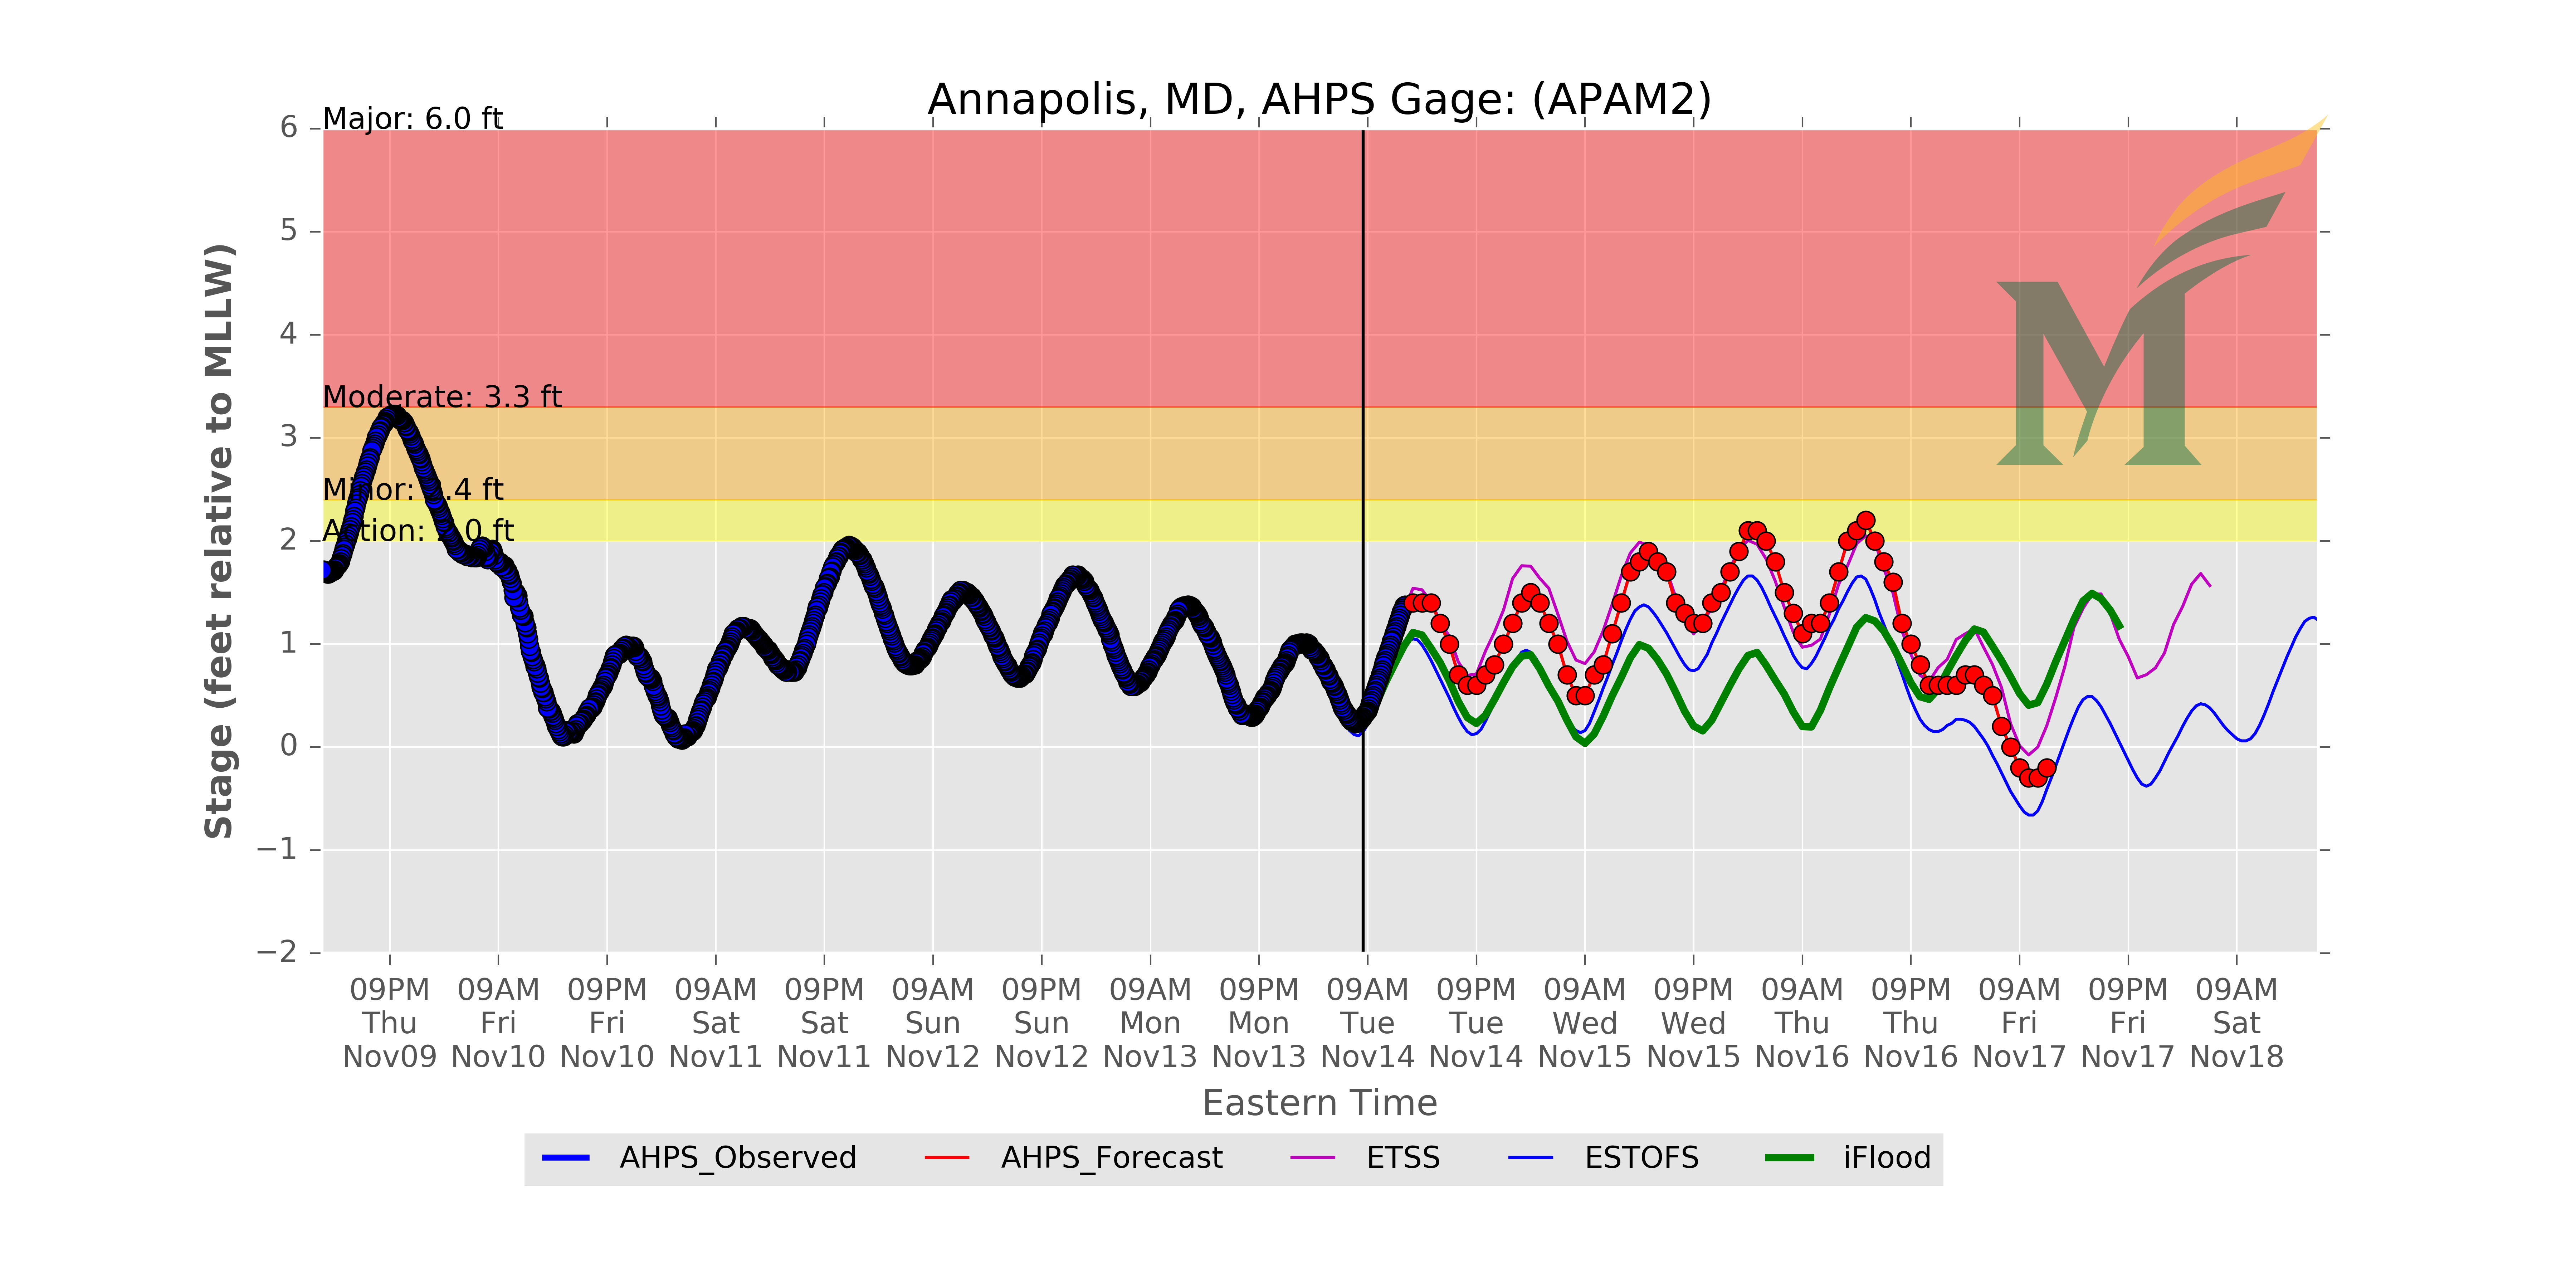 Annapolis, MD, AHPS Gage: (APAM2)
Major: 6.0 ft
Moderate: 3.3 ft
Minor: 2.4 ft
Action: 2.0 ft
Stage (feet relative to MLLW)
6
5
4
3
2
1
0
−1
−2
09PM 09AM 09PM 09AM 09PM 09AM 09PM 09AM 09PM 09AM 09PM 09AM 09PM 09AM 09PM 09AM 09PM 09AM
Thu Fri Fri Sat Sat Sun Sun Mon Mon Tue Tue Wed Wed Thu Thu Fri Fri Sat
Nov09 Nov10 Nov10 Nov11 Nov11 Nov12 Nov12 Nov13 Nov13 Nov14 Nov14 Nov15 Nov15 Nov16 Nov16 Nov17 Nov17 Nov18
Eastern Time
AHPS_Observed AHPS_Forecast ETSS ESTOFS iFlood
M